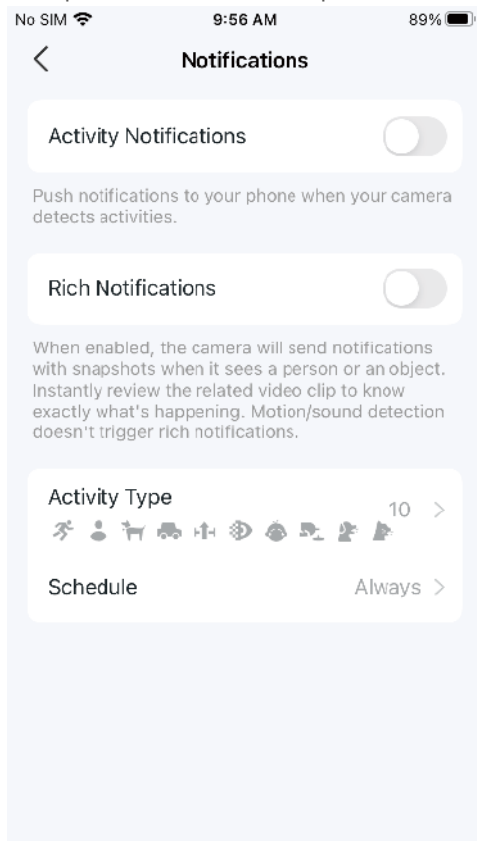 No SIM 9:56 AM 89%
Notifications
Activity Notifications
Push notifications to your phone when your camera
detects activities.
Rich Notifications
When enabled, the camera will send notifications
with snapshots when it sees a person or an object.
Instantly review the related video clip to know
exactly what's happening. Motion/sound detection
doesn't trigger rich notifications.
Activity Type
10
Schedule Always